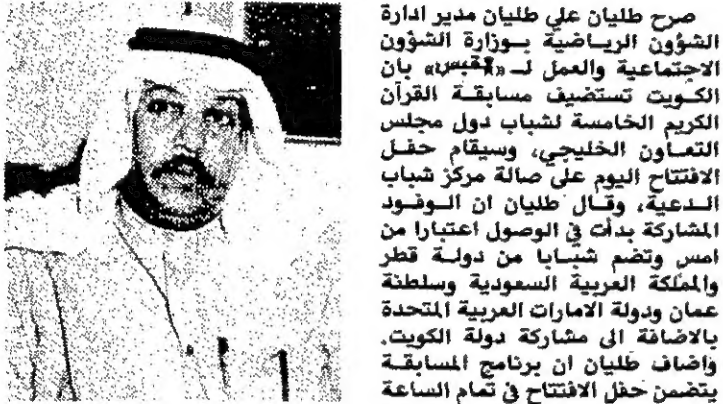 صرح طليان علي طليان مدير ادارة
الشؤون الرياضية بوزارة الشؤون
الاجتماعية والعمل لـ «القبس» بان
الكويت تستضيف مسابقة القرآن
الكريم الخامسة لشباب دول مجلس
التعاون الخليجي، وسيقام حفل
الافتتاح اليوم على صالة مركز شباب
الدعية، وقال طليان ان الوفود
المشاركة بدأت في الوصول اعتبارا من
امس وتضم شبابا من دولة قطر
والمملكة العربية السعودية وسلطنة
عمان ودولة الامارات العربية المتحدة
بالاضافة الى مشاركة دولة الكويت.
واضاف طليان ان برنامج المسابقة
يتضمن حفل الافتتاح في تمام الساعة